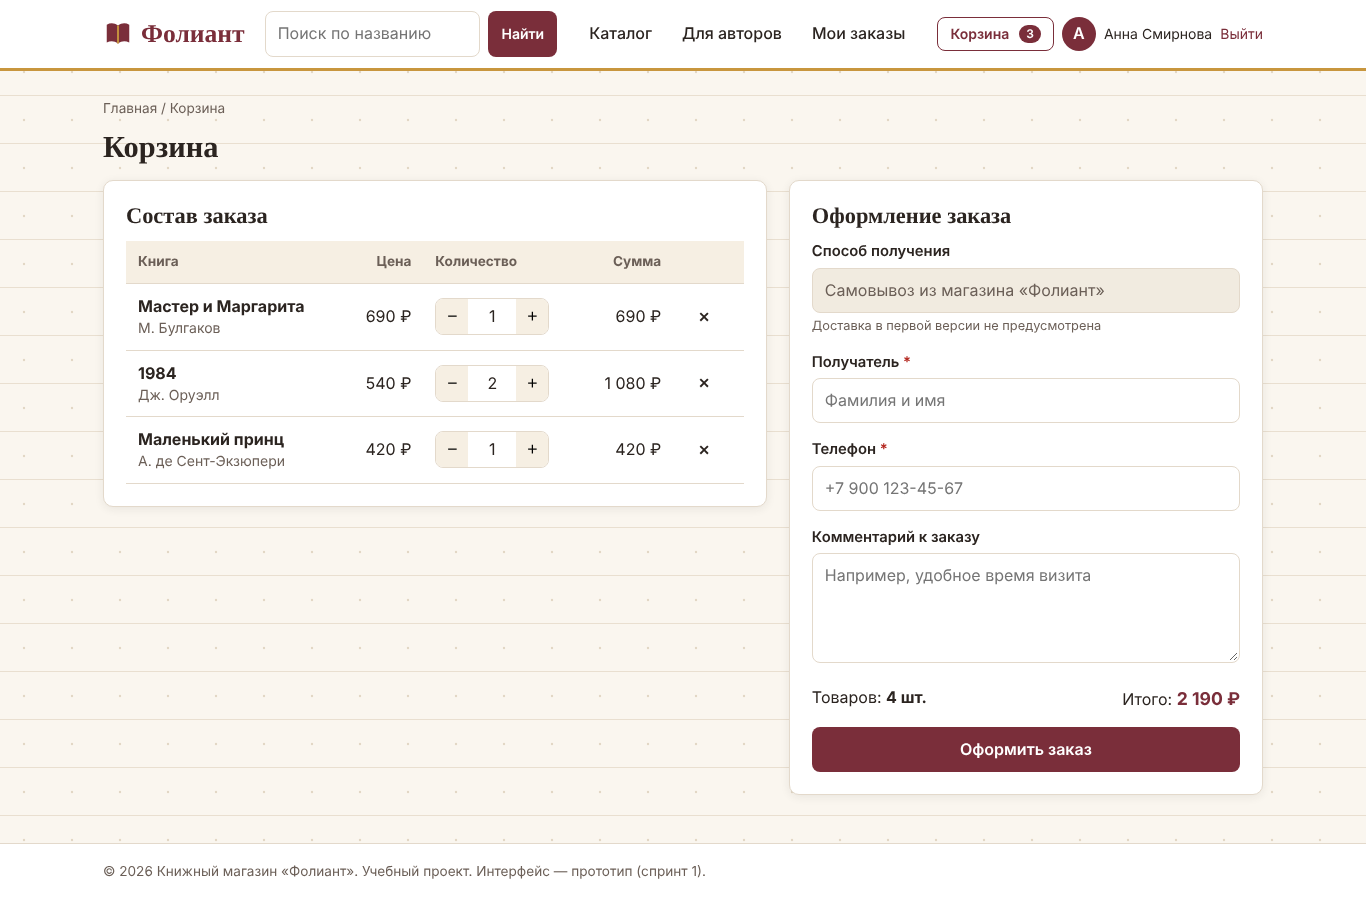 Фолиант
Поиск по названию
Найти
Каталог
Для авторов
Мои заказы
Корзина 3
А
Анна Смирнова
Выйти
Главная / Корзина
Корзина
Состав заказа
Книга Цена Количество Сумма
Мастер и Маргарита
М. Булгаков
690 ₽ − 1 + 690 ₽ ×
1984
Дж. Оруэлл
540 ₽ − 2 + 1 080 ₽ ×
Маленький принц
А. де Сент-Экзюпери
420 ₽ − 1 + 420 ₽ ×
Оформление заказа
Способ получения
Самовывоз из магазина «Фолиант»
Доставка в первой версии не предусмотрена
Получатель *
Фамилия и имя
Телефон *
+7 900 123-45-67
Комментарий к заказу
Например, удобное время визита
Товаров: 4 шт.
Итого: 2 190 ₽
Оформить заказ
© 2026 Книжный магазин «Фолиант». Учебный проект. Интерфейс — прототип (спринт 1).